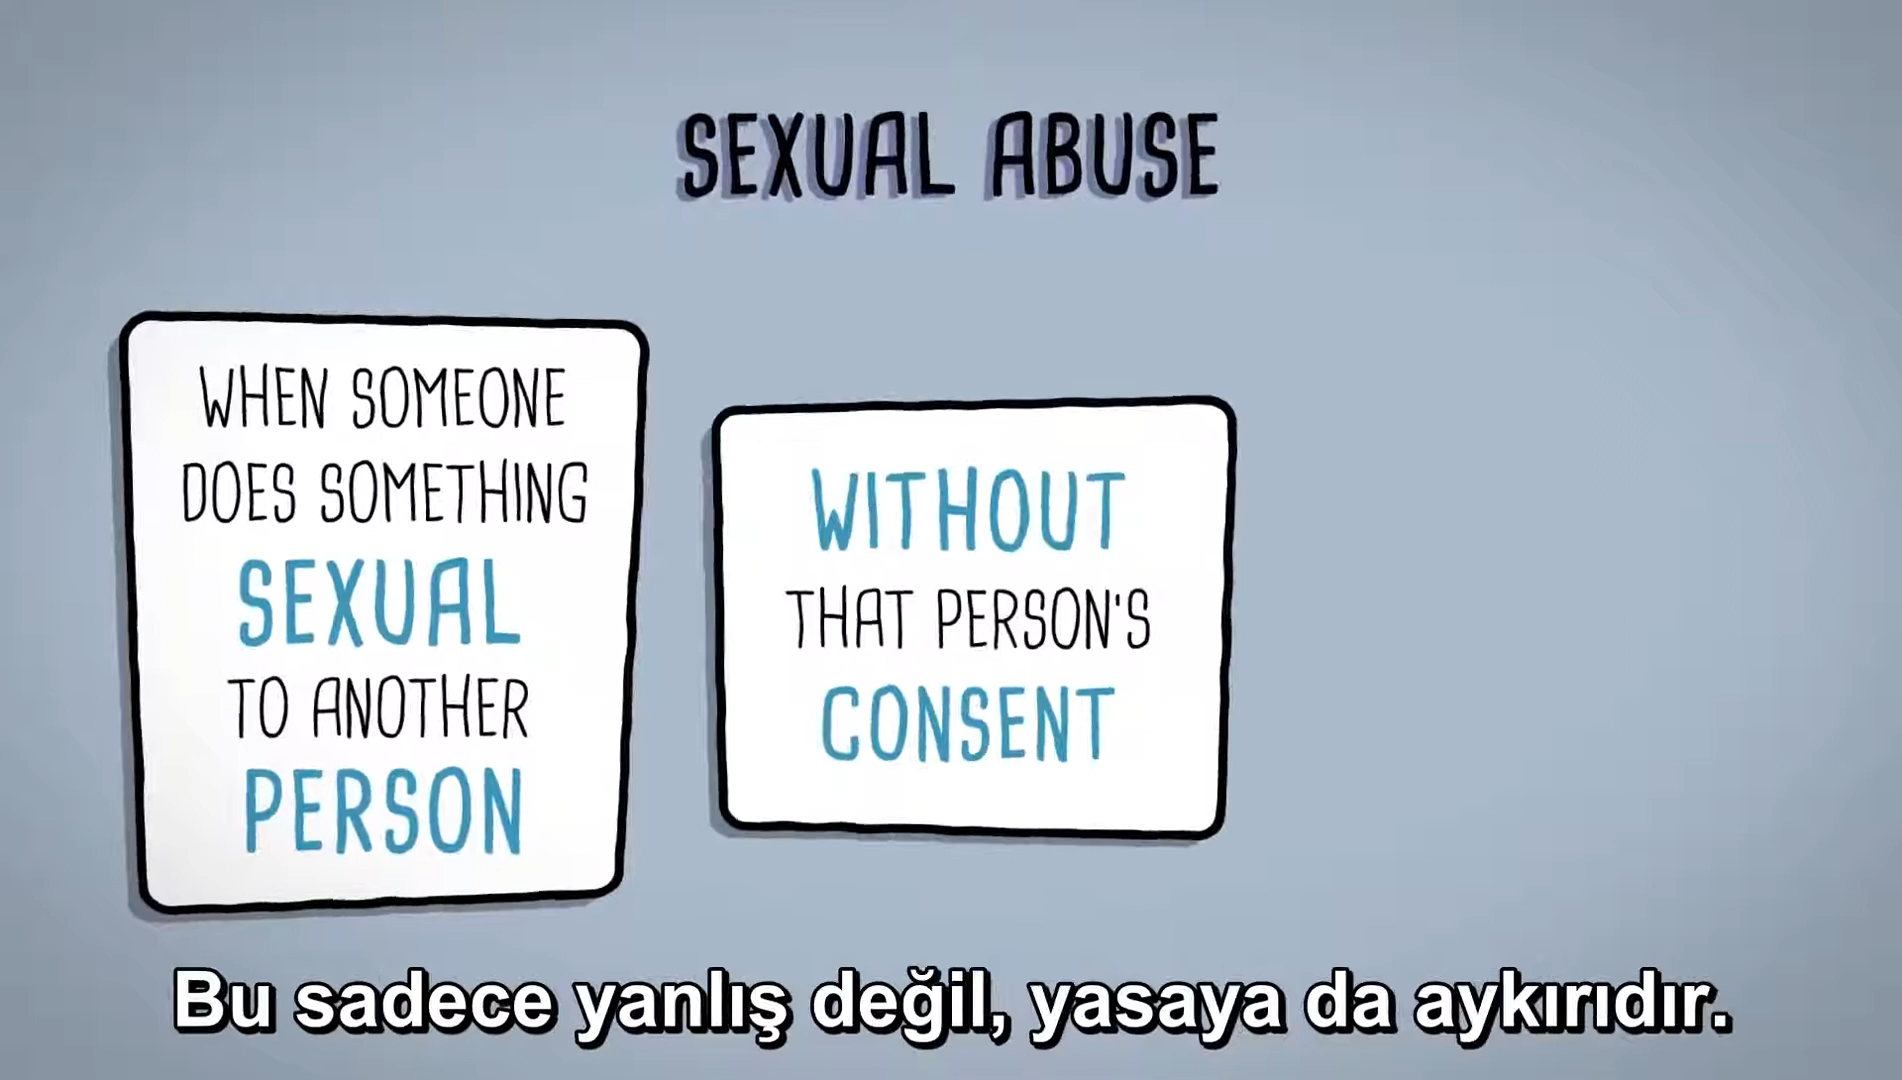 SEXUAL ABUSE
WHEN SOMEONE
DOES SOMETHING
SEXUAL
TO ANOTHER
PERSON
WITHOUT
THAT PERSON'S
CONSENT
Bu sadece yanlış değil, yasaya da aykırıdır.